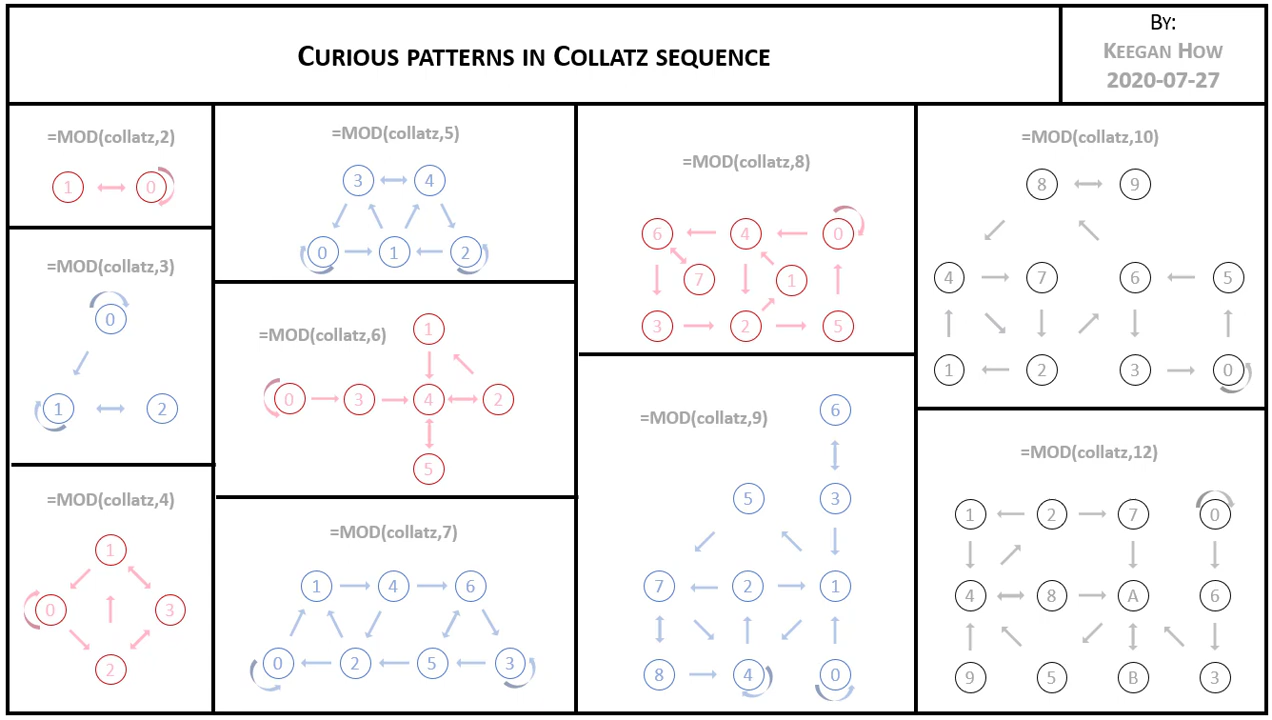 CURIOUS PATTERNS IN COLLATZ SEQUENCE
BY:
KEEGAN HOW
2020-07-27
=MOD(collatz,2)
1 0
=MOD(collatz,3)
0
1 2
=MOD(collatz,4)
1
0 3
2
=MOD(collatz,5)
3 4
0 1 2
=MOD(collatz,6)
1
0 3 4 2
5
=MOD(collatz,7)
1 4 6
0 2 5 3
=MOD(collatz,8)
6 4 0
7 1
3 2 5
=MOD(collatz,9)
6
5 3
7 2 1
8 4 0
=MOD(collatz,10)
8 9
4 7 6 5
1 2 3 0
=MOD(collatz,12)
1 2 7 0
4 8 A 6
9 5 B 3